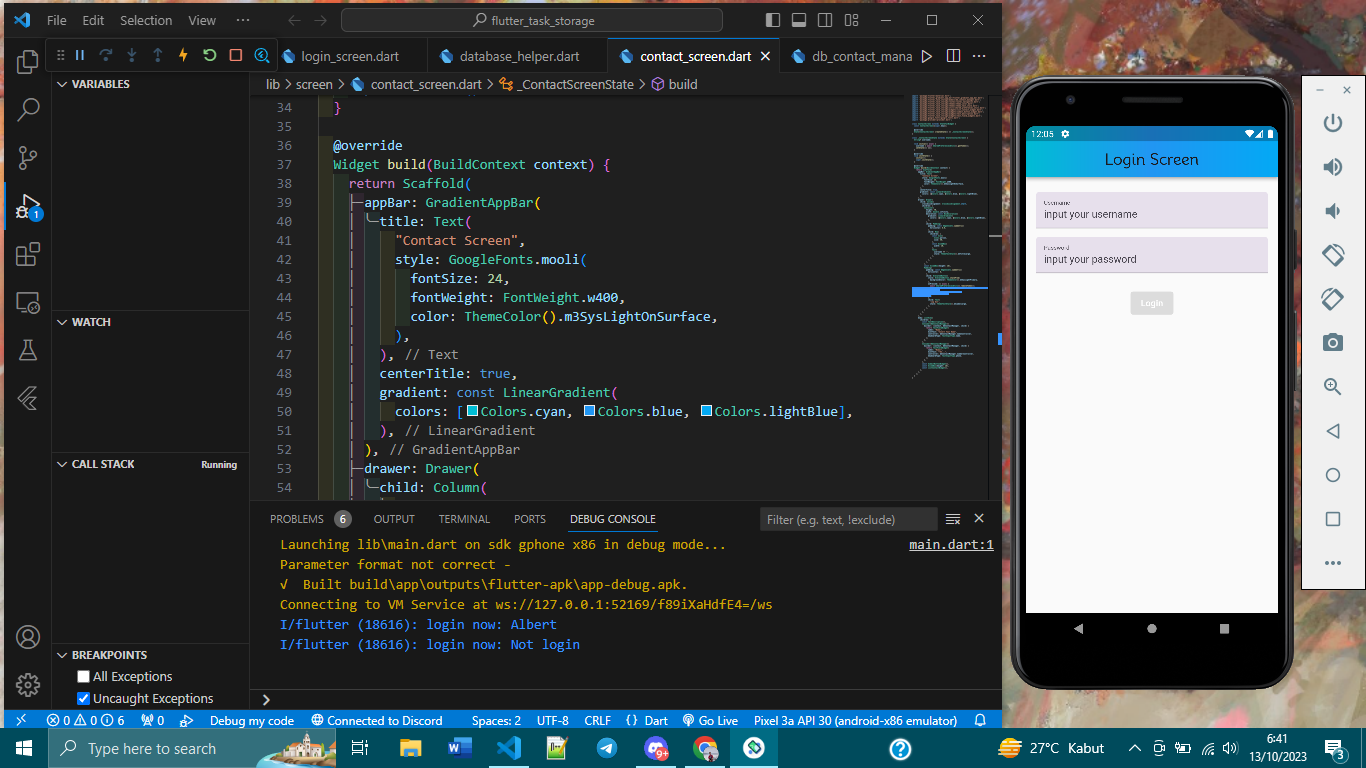 File Edit Selection View ··· flutter_task_storage
login_screen.dart database_helper.dart contact_screen.dart db_contact_mana
lib > screen > contact_screen.dart > _ContactScreenState > build
VARIABLES
WATCH
CALL STACK Running
BREAKPOINTS
All Exceptions
Uncaught Exceptions
1
34 }
35
36 @override
37 Widget build(BuildContext context) {
38 return Scaffold(
39 appBar: GradientAppBar(
40 title: Text(
41 "Contact Screen",
42 style: GoogleFonts.mooli(
43 fontSize: 24,
44 fontWeight: FontWeight.w400,
45 color: ThemeColor().m3SysLightOnSurface,
46 ),
47 ), // Text
48 centerTitle: true,
49 gradient: const LinearGradient(
50 colors: [Colors.cyan, Colors.blue, Colors.lightBlue],
51 ), // LinearGradient
52 ), // GradientAppBar
53 drawer: Drawer(
54 child: Column(
PROBLEMS 6 OUTPUT TERMINAL PORTS DEBUG CONSOLE Filter (e.g. text, !exclude)
Launching lib\main.dart on sdk gphone x86 in debug mode... main.dart:1
Parameter format not correct -
√ Built build\app\outputs\flutter-apk\app-debug.apk.
Connecting to VM Service at ws://127.0.0.1:52169/f89iXaHdfE4=/ws
I/flutter (18616): login now: Albert
I/flutter (18616): login now: Not login
0 0 6 0 Debug my code Connected to Discord Spaces: 2 UTF-8 CRLF {} Dart Go Live Pixel 3a API 30 (android-x86 emulator)
12:05
Login Screen
Username
input your username
Password
input your password
Login
Type here to search 9+ 27°C Kabut 6:41
13/10/2023 3